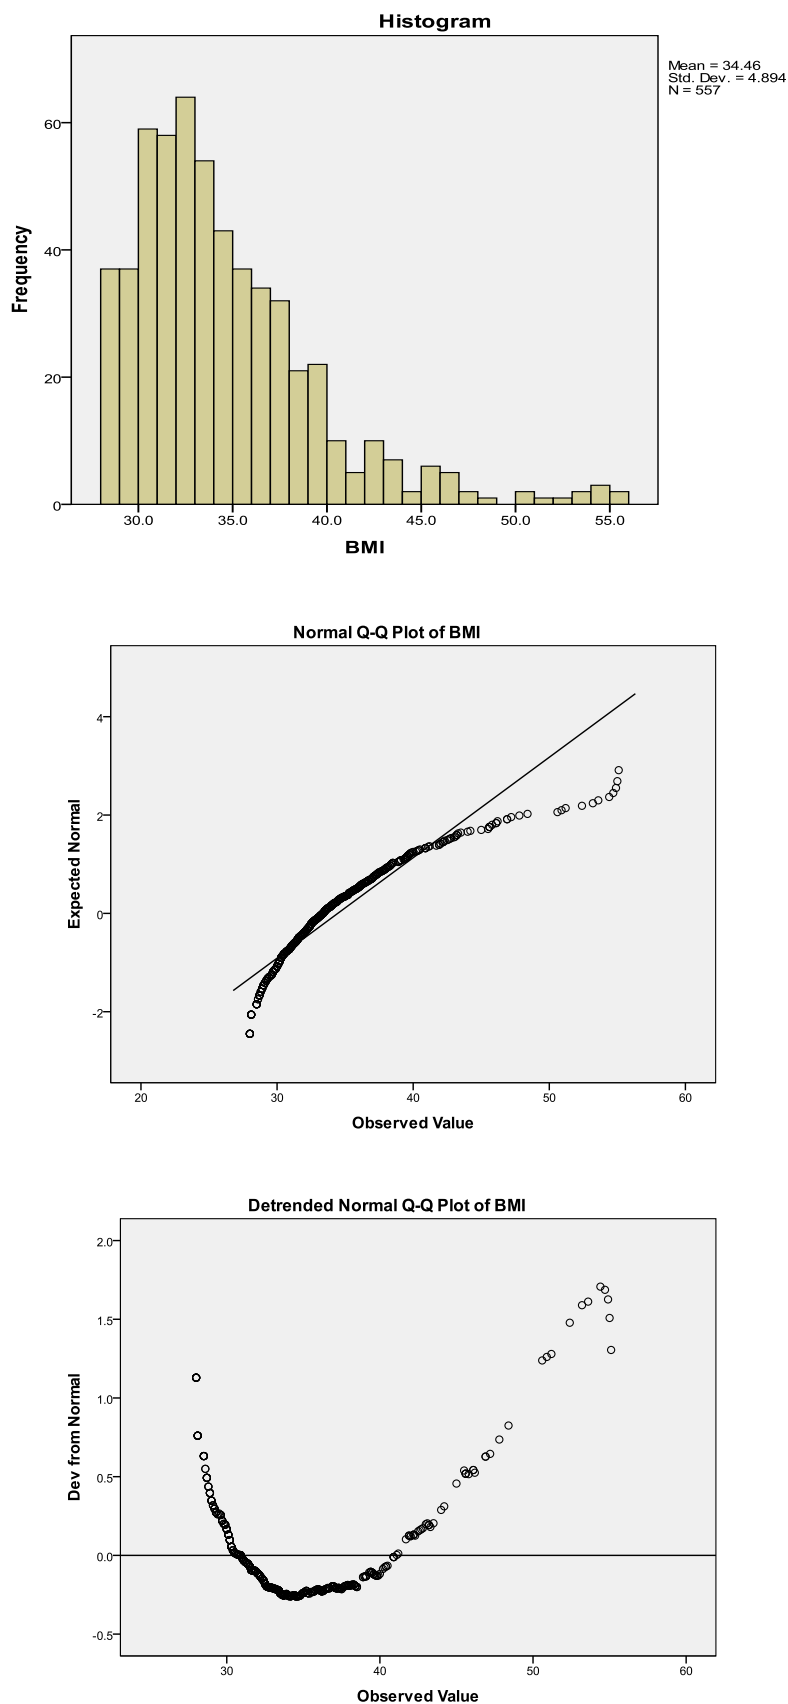 Histogram
Mean = 34.46
Std. Dev. = 4.894
N = 557
60
40
20
0
Frequency
30.0 35.0 40.0 45.0 50.0 55.0
BMI
Normal Q-Q Plot of BMI
4
2
0
-2
Expected Normal
20 30 40 50 60
Observed Value
Detrended Normal Q-Q Plot of BMI
2.0
1.5
1.0
0.5
0.0
-0.5
Dev from Normal
30 40 50 60
Observed Value